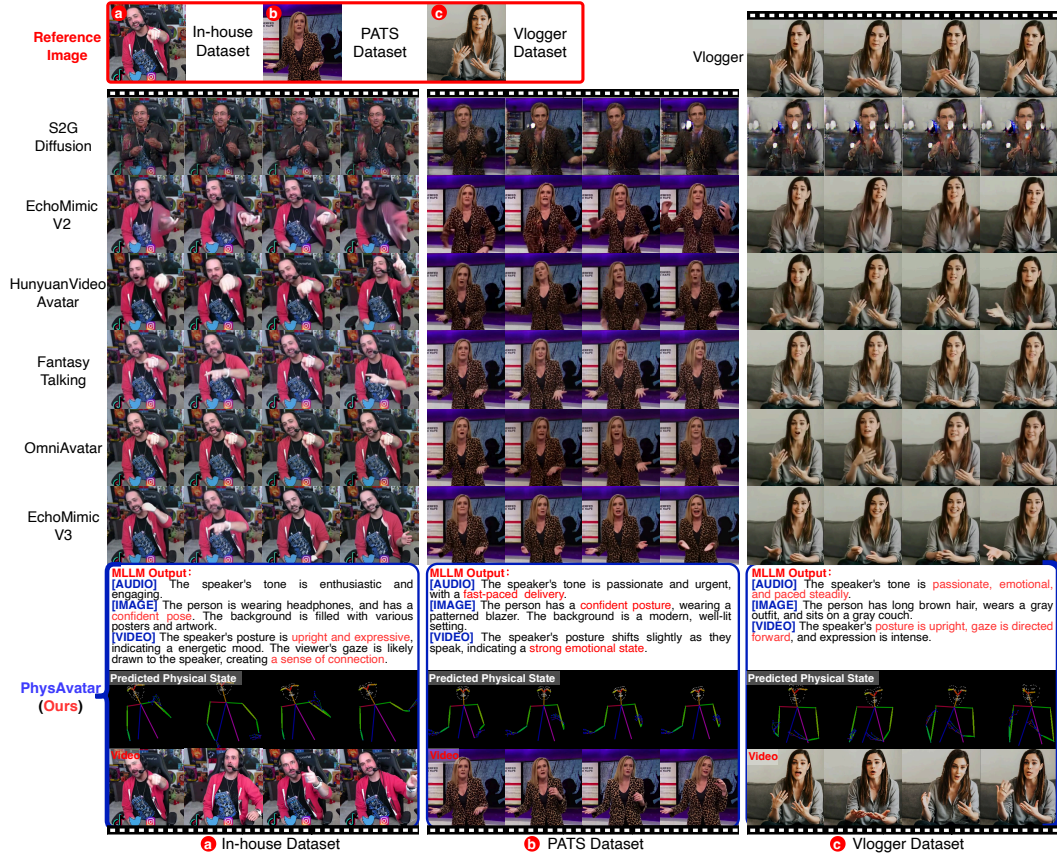 Reference
Image
a
In-house
Dataset
b
PATS
Dataset
c
Vlogger
Dataset
Vlogger
S2G
Diffusion
EchoMimic
V2
HunyuanVideo
Avatar
Fantasy
Talking
OmniAvatar
EchoMimic
V3
PhysAvatar
(Ours)
MLLM Output:
[AUDIO] The speaker's tone is enthusiastic and
engaging.
[IMAGE] The person is wearing headphones, and has a
confident pose. The background is filled with various
posters and artwork.
[VIDEO] The speaker's posture is upright and expressive,
indicating a energetic mood. The viewer's gaze is likely
drawn to the speaker, creating a sense of connection.
Predicted Physical State
Video
MLLM Output:
[AUDIO] The speaker's tone is passionate and urgent,
with a fast-paced delivery.
[IMAGE] The person has a confident posture, wearing a
patterned blazer. The background is a modern, well-lit
setting.
[VIDEO] The speaker's posture shifts slightly as they
speak, indicating a strong emotional state.
Predicted Physical State
Video
MLLM Output:
[AUDIO] The speaker's tone is passionate, emotional,
and paced steadily.
[IMAGE] The person has long brown hair, wears a gray
outfit, and sits on a gray couch.
[VIDEO] The speaker's posture is upright, gaze is directed
forward, and expression is intense.
Predicted Physical State
Video
a In-house Dataset
b PATS Dataset
c Vlogger Dataset